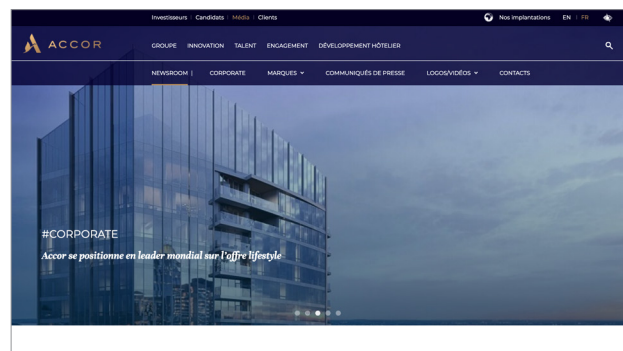 Investisseurs | Candidats | Média | Clients
Nos implantations EN | FR
ACCOR
GROUPE INNOVATION TALENT ENGAGEMENT DÉVELOPPEMENT HÔTELIER
NEWSROOM | CORPORATE MARQUES COMMUNIQUÉS DE PRESSE LOGOS/VIDÉOS CONTACTS
#CORPORATE
Accor se positionne en leader mondial sur l'offre lifestyle